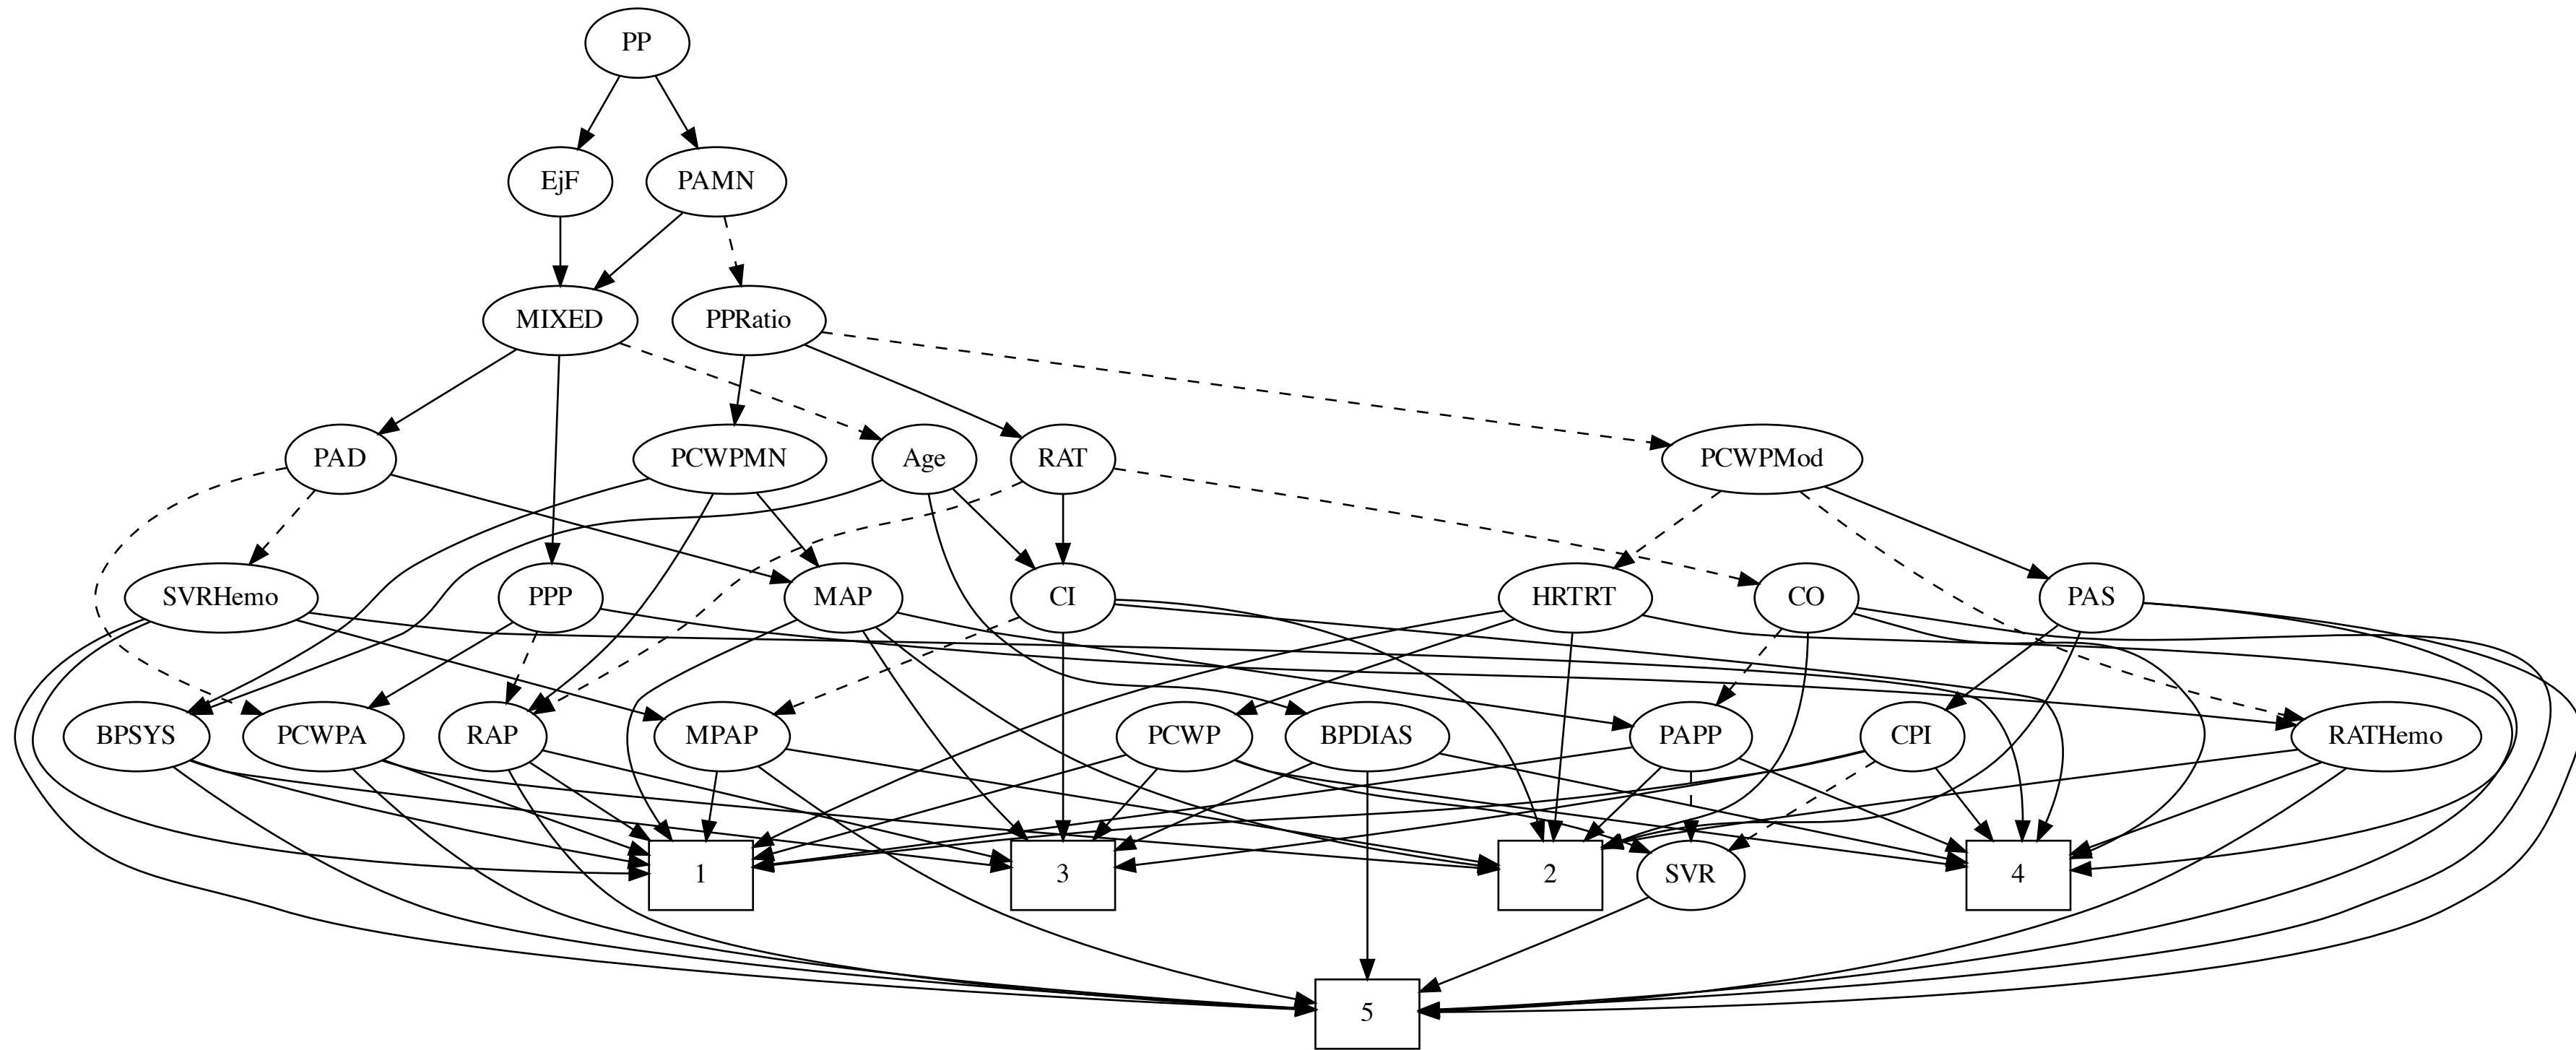 PP
EjF
PAMN
MIXED
PPRatio
PAD
PCWPMN
Age
RAT
PCWPMod
SVRHemo
PPP
MAP
CI
HRTRT
CO
PAS
BPSYS
PCWPA
RAP
MPAP
PCWP
BPDIAS
PAPP
CPI
RATHemo
1
3
2
SVR
4
5